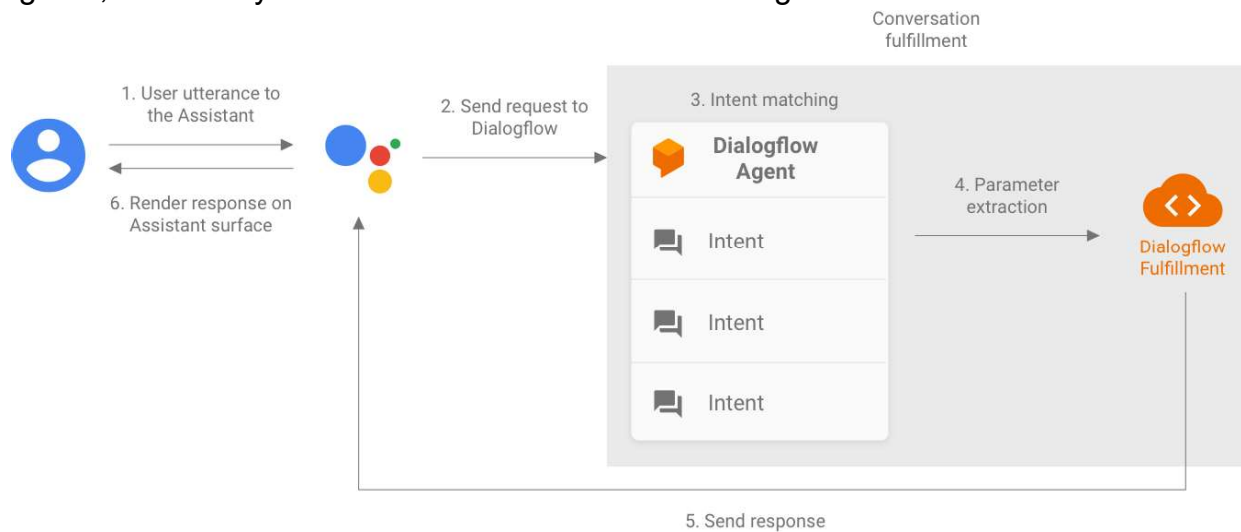 Conversation
fulfillment
1. User utterance to
the Assistant
2. Send request to
Dialogflow
3. Intent matching
Dialogflow
Agent
4. Parameter
extraction
6. Render response on
Assistant surface
Intent
Dialogflow
Fulfillment
Intent
Intent
5. Send response